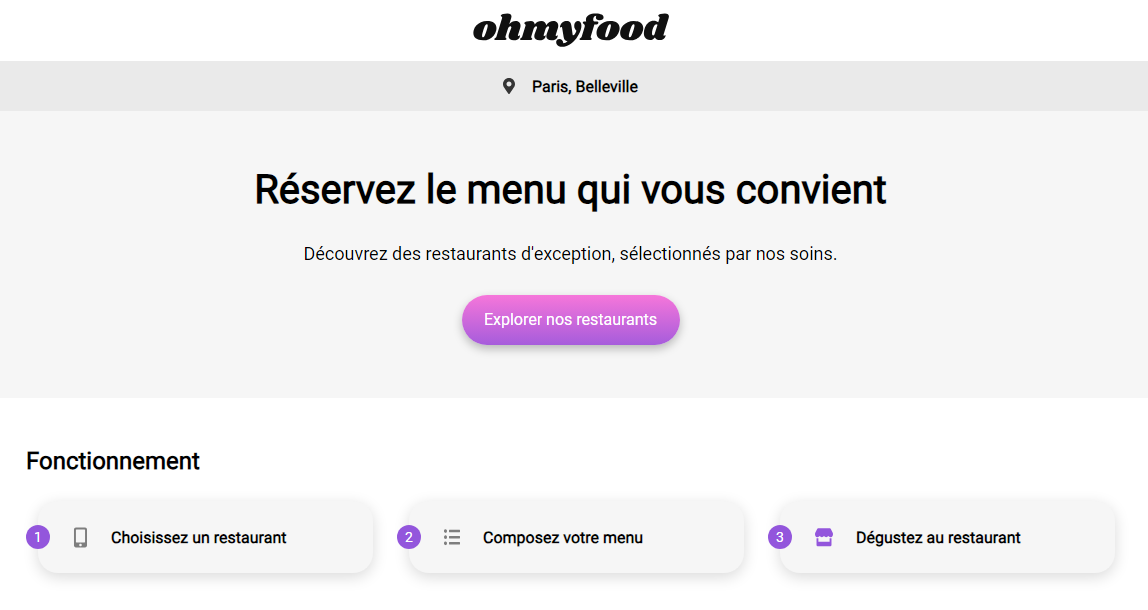 ohmyfood
Paris, Belleville
Réservez le menu qui vous convient
Découvrez des restaurants d'exception, sélectionnés par nos soins.
Explorer nos restaurants
Fonctionnement
1 Choisissez un restaurant
2 Composez votre menu
3 Dégustez au restaurant